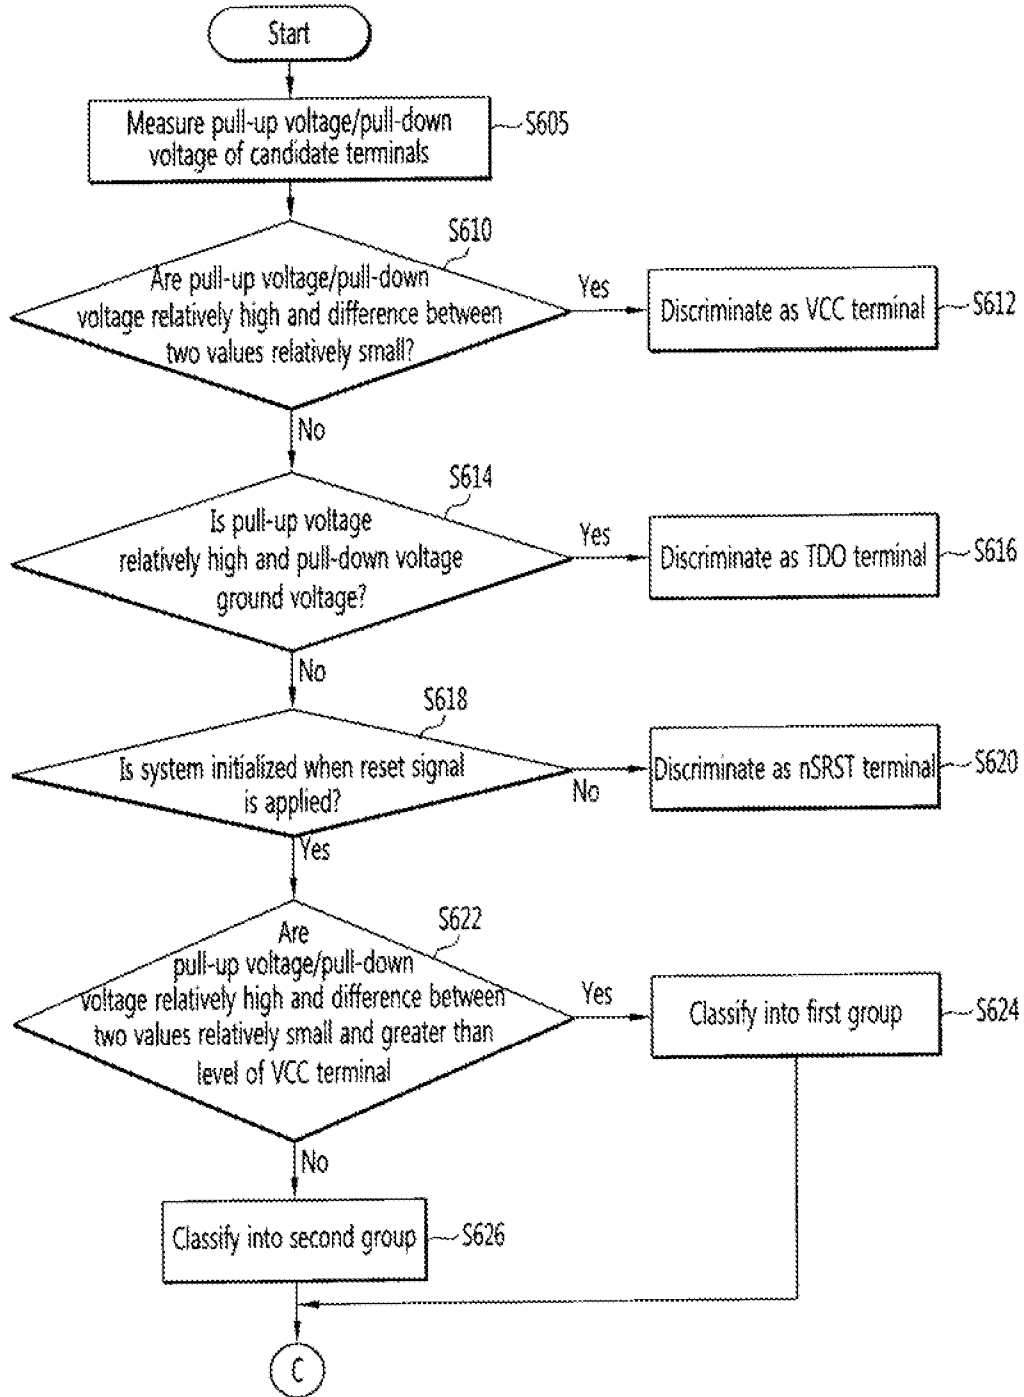 Start
Measure pull-up voltage/pull-down
voltage of candidate terminals
S605
S610
Are pull-up voltage/pull-down
voltage relatively high and difference between
two values relatively small?
Yes
Discriminate as VCC terminal
S612
No
S614
Is pull-up voltage
relatively high and pull-down voltage
ground voltage?
Yes
Discriminate as TDO terminal
S616
No
S618
Is system initialized when reset signal
is applied?
No
Discriminate as nSRST terminal
S620
Yes
S622
Are
pull-up voltage/pull-down
voltage relatively high and difference between
two values relatively small and greater than
level of VCC terminal
Yes
Classify into first group
S624
No
Classify into second group
S626
C